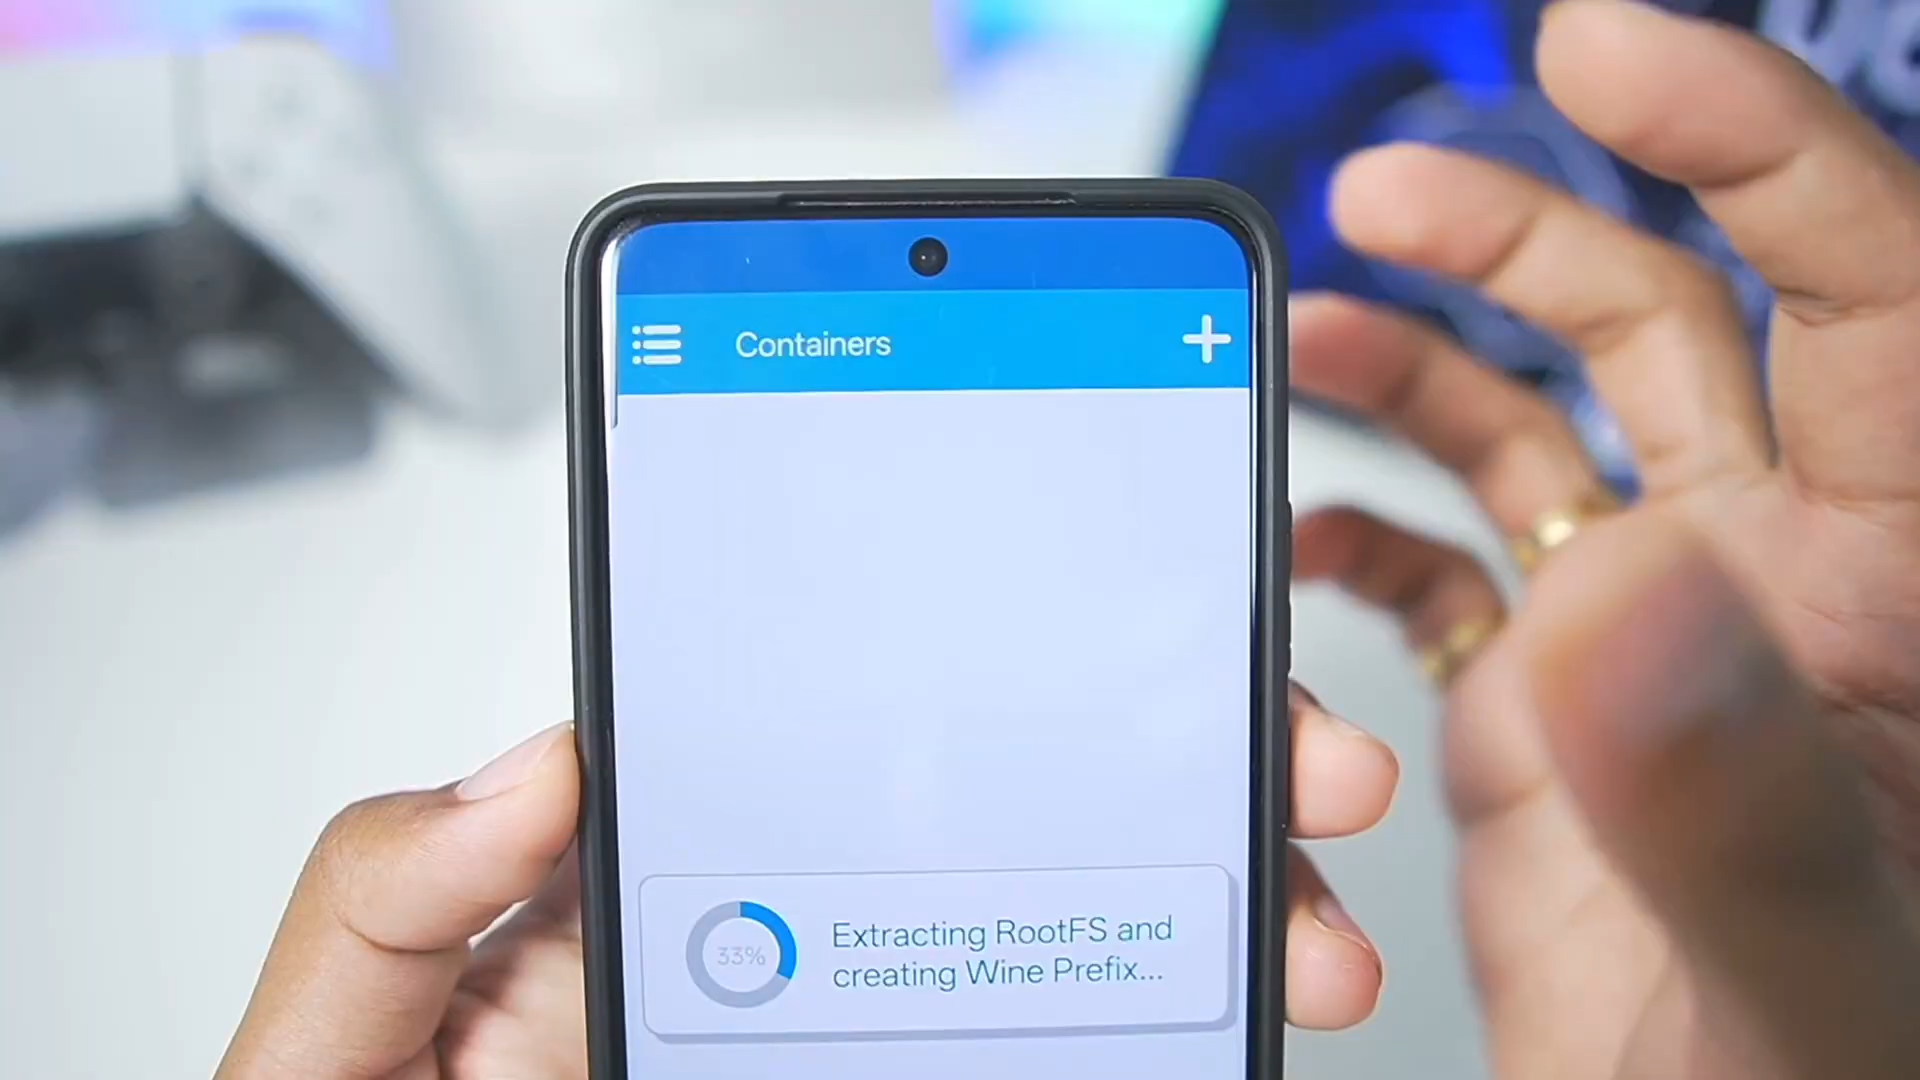 Containers
33%
Extracting RootFS and
creating Wine Prefix...